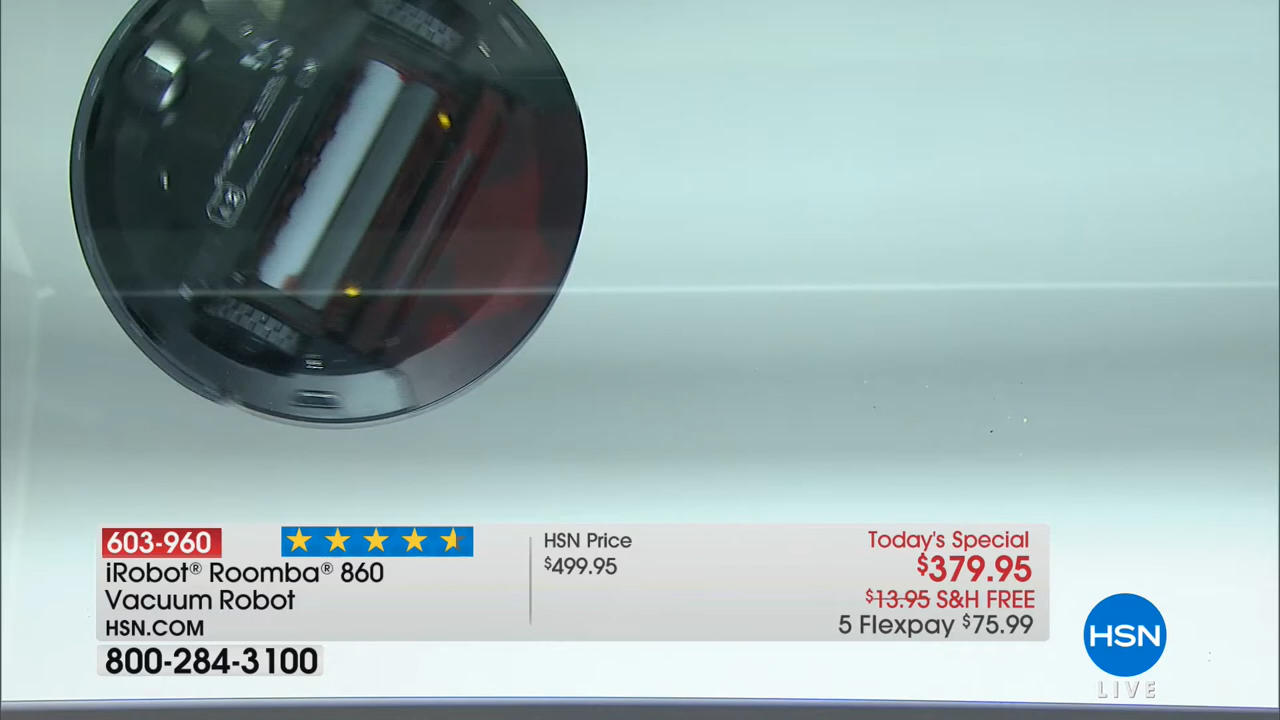 603-960
iRobot® Roomba® 860
Vacuum Robot
HSN.COM
800-284-3100
HSN Price
$499.95
Today's Special
$379.95
$13.95 S&H FREE
5 Flexpay $75.99
HSN
LIVE